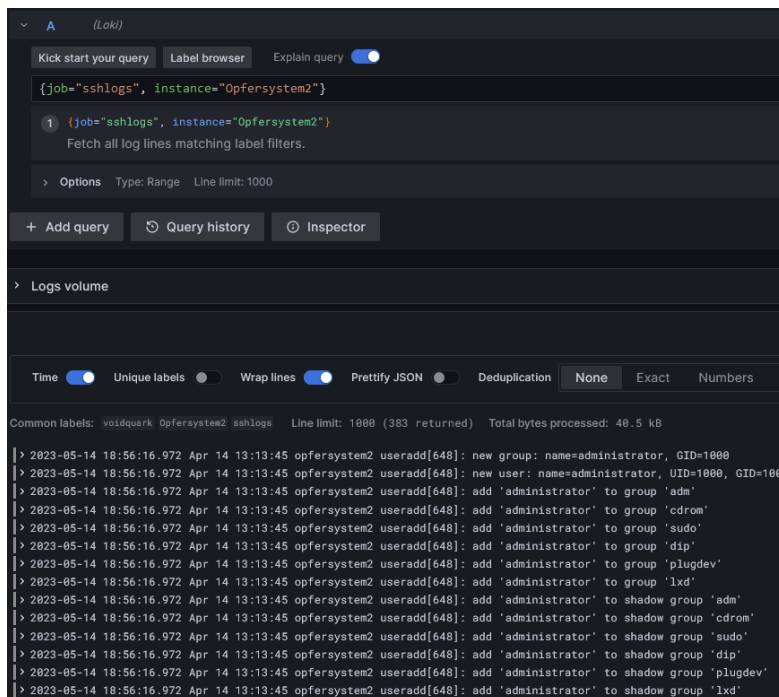 A (Loki)
Kick start your query Label browser Explain query
{job="sshlogs", instance="Opfersystem2"}
1 {job="sshlogs", instance="Opfersystem2"}
Fetch all log lines matching label filters.
> Options Type: Range Line limit: 1000
+ Add query Query history Inspector
> Logs volume
Time Unique labels Wrap lines Prettify JSON Deduplication None Exact Numbers
Common labels: voidquark Opfersystem2 sshlogs Line limit: 1000 (383 returned) Total bytes processed: 40.5 kB
> 2023-05-14 18:56:16.972 Apr 14 13:13:45 opfersystem2 useradd[648]: new group: name=administrator, GID=1000
> 2023-05-14 18:56:16.972 Apr 14 13:13:45 opfersystem2 useradd[648]: new user: name=administrator, UID=1000, GID=100
> 2023-05-14 18:56:16.972 Apr 14 13:13:45 opfersystem2 useradd[648]: add 'administrator' to group 'adm'
> 2023-05-14 18:56:16.972 Apr 14 13:13:45 opfersystem2 useradd[648]: add 'administrator' to group 'cdrom'
> 2023-05-14 18:56:16.972 Apr 14 13:13:45 opfersystem2 useradd[648]: add 'administrator' to group 'sudo'
> 2023-05-14 18:56:16.972 Apr 14 13:13:45 opfersystem2 useradd[648]: add 'administrator' to group 'dip'
> 2023-05-14 18:56:16.972 Apr 14 13:13:45 opfersystem2 useradd[648]: add 'administrator' to group 'plugdev'
> 2023-05-14 18:56:16.972 Apr 14 13:13:45 opfersystem2 useradd[648]: add 'administrator' to group 'lxd'
> 2023-05-14 18:56:16.972 Apr 14 13:13:45 opfersystem2 useradd[648]: add 'administrator' to shadow group 'adm'
> 2023-05-14 18:56:16.972 Apr 14 13:13:45 opfersystem2 useradd[648]: add 'administrator' to shadow group 'cdrom'
> 2023-05-14 18:56:16.972 Apr 14 13:13:45 opfersystem2 useradd[648]: add 'administrator' to shadow group 'sudo'
> 2023-05-14 18:56:16.972 Apr 14 13:13:45 opfersystem2 useradd[648]: add 'administrator' to shadow group 'dip'
> 2023-05-14 18:56:16.972 Apr 14 13:13:45 opfersystem2 useradd[648]: add 'administrator' to shadow group 'plugdev'
> 2023-05-14 18:56:16.972 Apr 14 13:13:45 opfersystem2 useradd[648]: add 'administrator' to shadow group 'lxd'